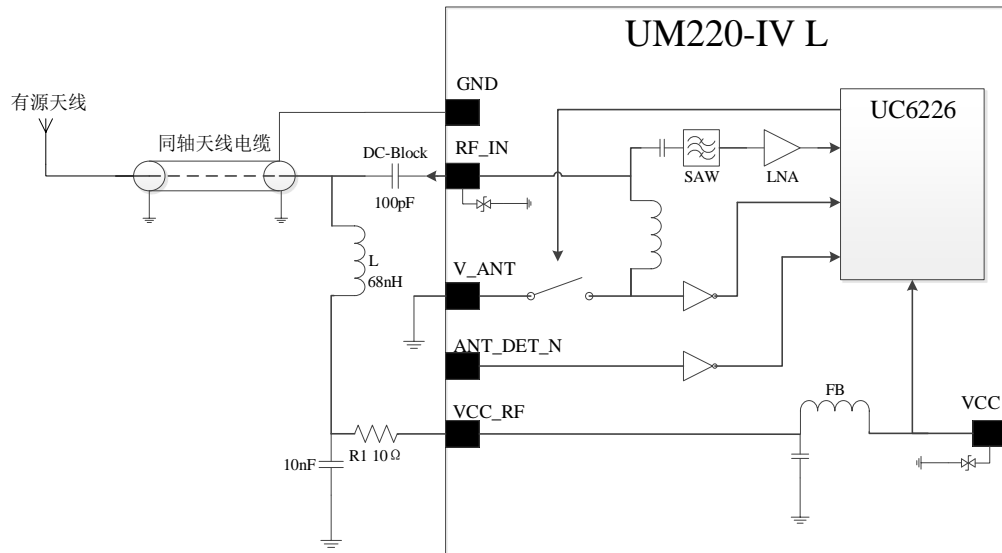 UM220-IV L
GND
有源天线
UC6226
同轴天线电缆
DC-Block
RF_IN
SAW
LNA
100pF
L
68nH
V_ANT
ANT_DET_N
FB
VCC_RF
VCC
R1 10Ω
10nF